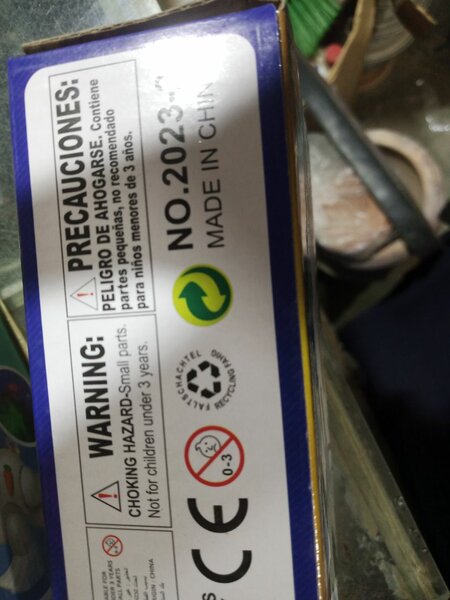 ⚠ PRECAUCIONES:
PELIGRO DE AHOGARSE. Contiene
partes pequeñas, no recomendado
para niños menores de 3 años.
⚠ WARNING:
CHOKING HAZARD-Small parts.
Not for children under 3 years.
NO.2023
MADE IN CHIN
FALTSCHACHTEL
RECYCLING FÄHIG
0-3
CE